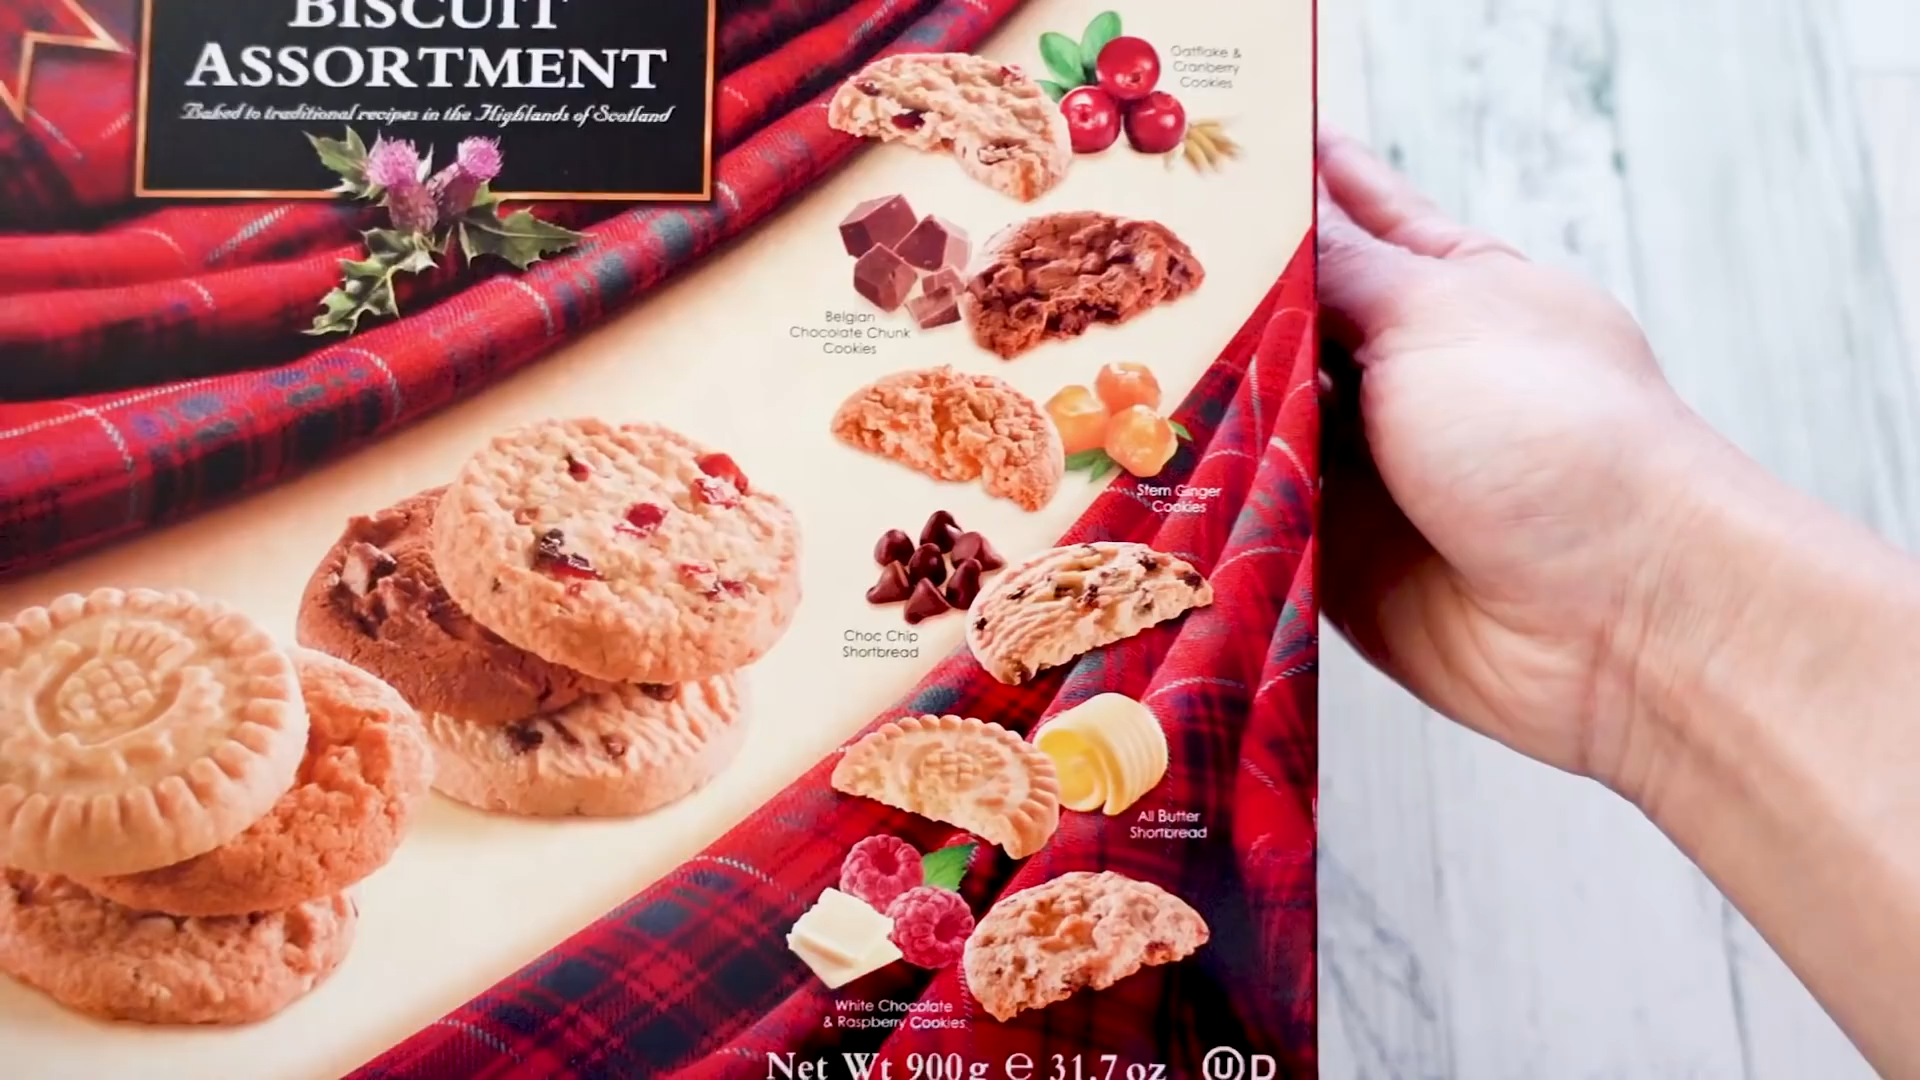 BISCUIT
ASSORTMENT
Baked to traditional recipes in the Highlands of Scotland
Oatflake &
Cranberry
Cookies
Belgian
Chocolate Chunk
Cookies
Stem Ginger
Cookies
Choc Chip
Shortbread
All Butter
Shortbread
White Chocolate
& Raspberry Cookies
Net Wt 900g ℮ 31.7 oz Ⓤ D